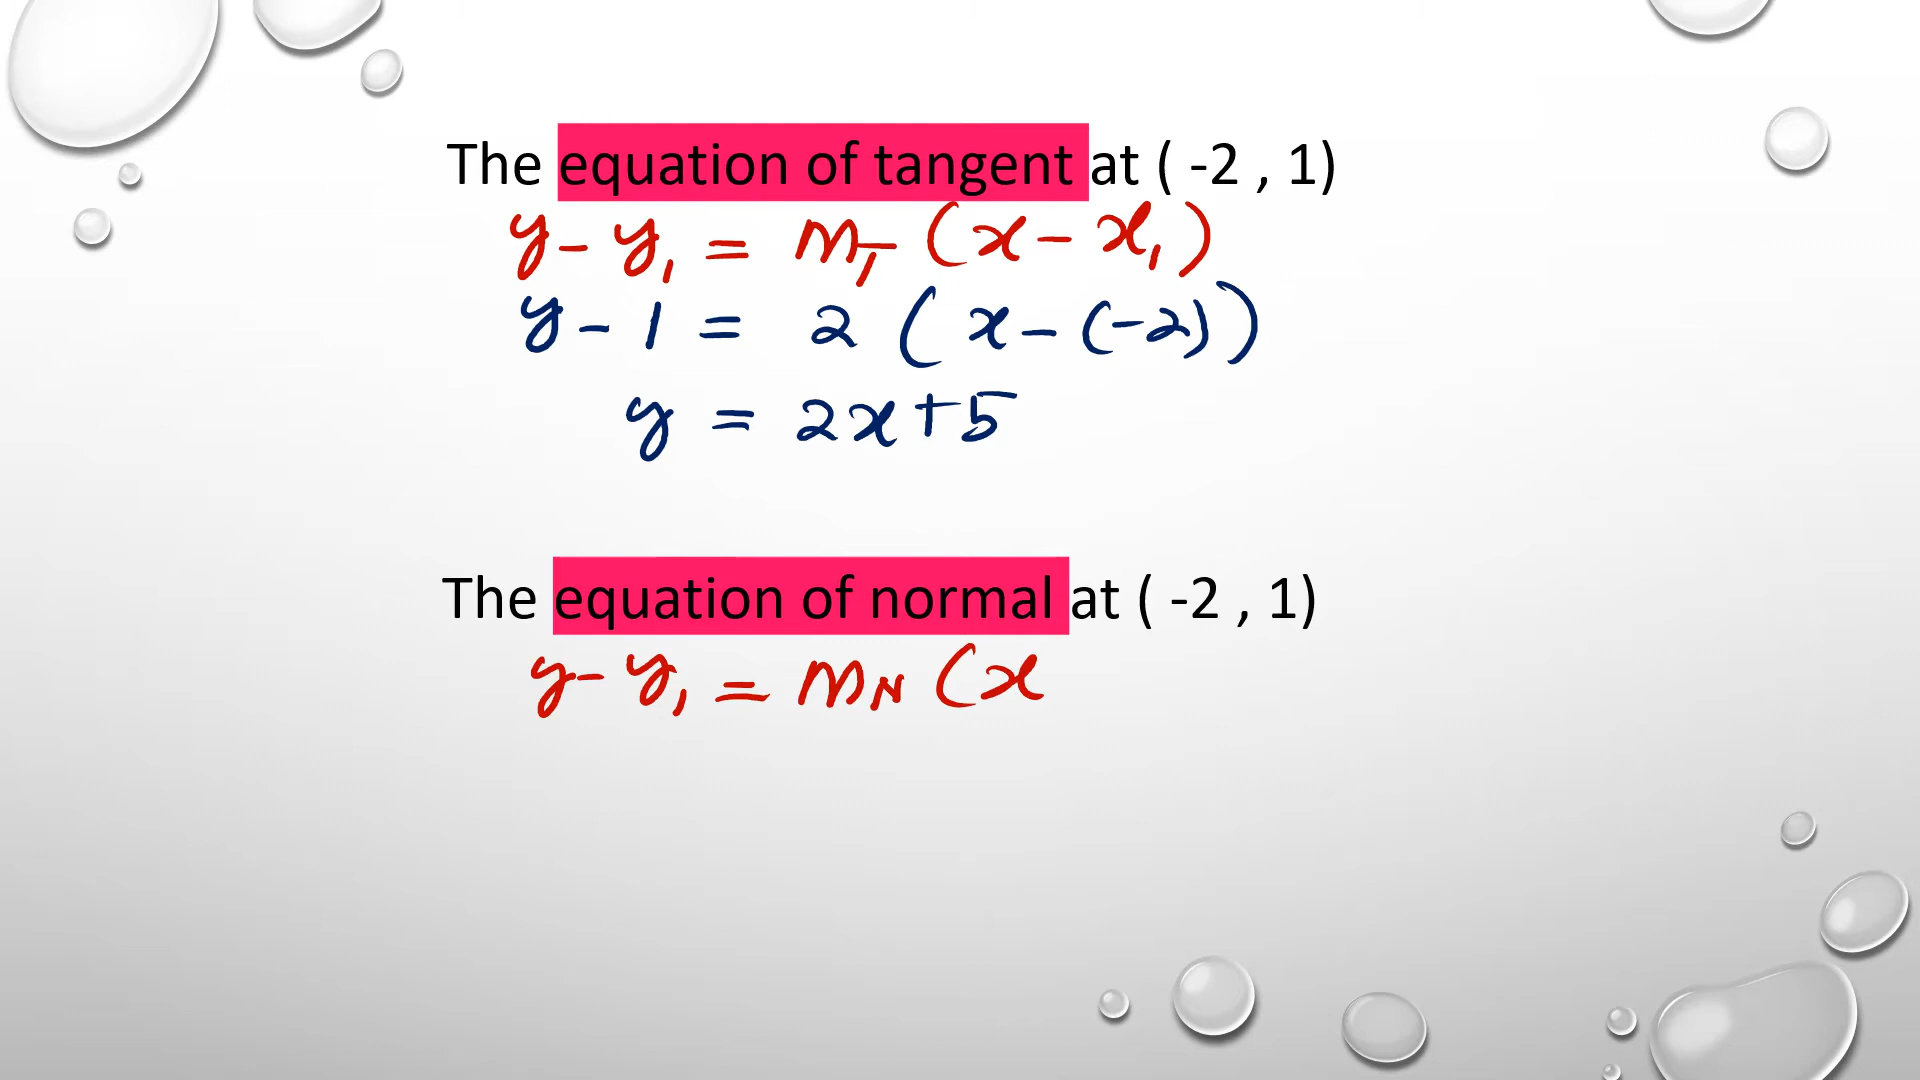 The equation of tangent at ( -2 , 1)
y - y₁ = m_T (x - x₁)
y - 1 = 2 (x - (-2))
y = 2x+5
The equation of normal at ( -2 , 1)
y - y₁ = m_N (x